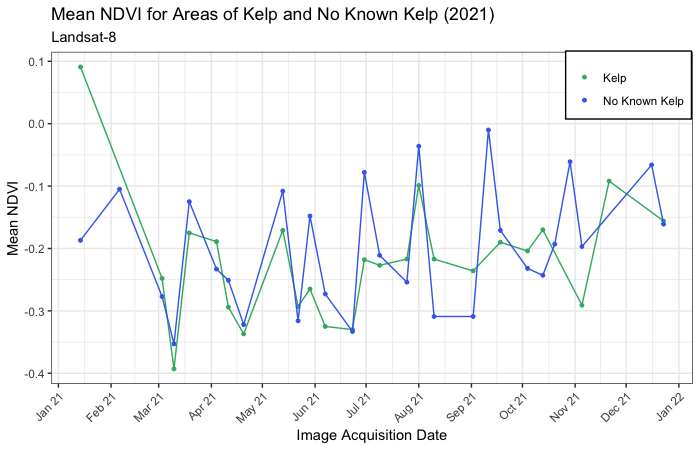 Mean NDVI for Areas of Kelp and No Known Kelp (2021)
Landsat-8
Kelp
No Known Kelp
Mean NDVI
0.1
0.0
-0.1
-0.2
-0.3
-0.4
Jan 21
Feb 21
Mar 21
Apr 21
May 21
Jun 21
Jul 21
Aug 21
Sep 21
Oct 21
Nov 21
Dec 21
Jan 22
Image Acquisition Date